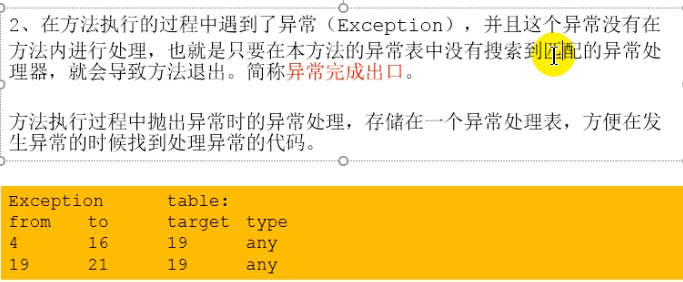 2、在方法执行的过程中遇到了异常（Exception），并且这个异常没有在
方法内进行处理，也就是只要在本方法的异常表中没有搜索到匹配的异常处
理器，就会导致方法退出。简称异常完成出口。
方法执行过程中抛出异常时的异常处理，存储在一个异常处理表，方便在发
生异常的时候找到处理异常的代码。
Exception table:
from to target type
4 16 19 any
19 21 19 any